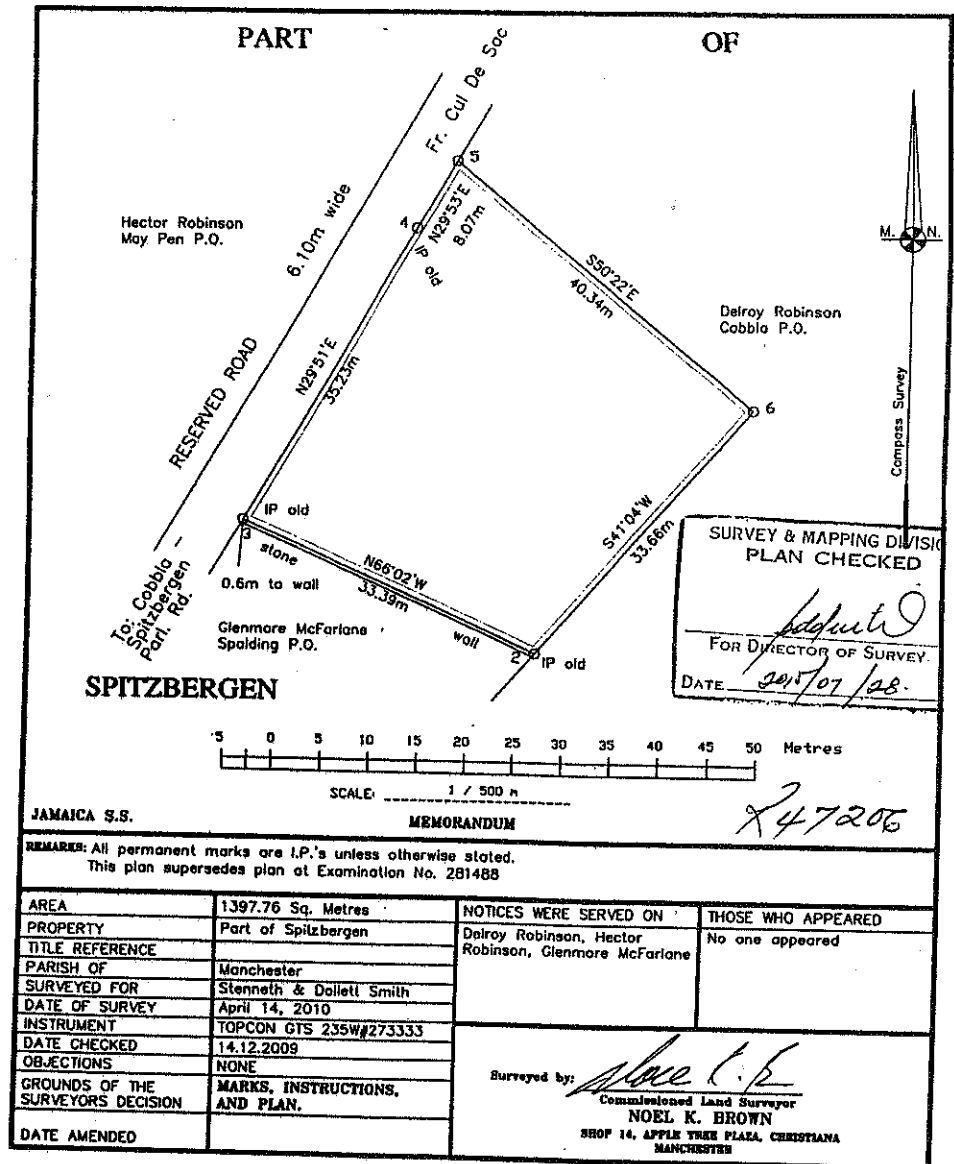 PART OF
Fr. Cul De Sac
5
6.10m wide
4
N29°53'E
8.07m
IP old
Hector Robinson
May Pen P.O.
M. N.
S50°22'E
40.34m
Delroy Robinson
Cobbla P.O.
RESERVED ROAD
N29°51'E
35.23m
6
Compass Survey
S41°04'W
33.66m
IP old
3
stone wall
N66°02'W
33.39m
0.6m to wall
To: Cobbla -
Spitzbergen
Parl. Rd.
Glenmore McFarlane
Spalding P.O.
2 IP old
SURVEY & MAPPING DIVISIO
PLAN CHECKED
FOR DIRECTOR OF SURVEY.
DATE 2015/07/28.
SPITZBERGEN
5 0 5 10 15 20 25 30 35 40 45 50 Metres
SCALE: 1 / 500 m
JAMAICA S.S.
MEMORANDUM
X47206
REMARKS: All permanent marks are I.P.'s unless otherwise stated.
This plan supersedes plan at Examination No. 281488
AREA 1397.76 Sq. Metres
PROPERTY Part of Spitzbergen
TITLE REFERENCE
PARISH OF Manchester
SURVEYED FOR Stenneth & Dollett Smith
DATE OF SURVEY April 14, 2010
INSTRUMENT TOPCON GTS 235W#273333
DATE CHECKED 14.12.2009
OBJECTIONS NONE
GROUNDS OF THE
SURVEYORS DECISION
MARKS, INSTRUCTIONS,
AND PLAN.
DATE AMENDED
NOTICES WERE SERVED ON
Delroy Robinson, Hector
Robinson, Glenmore McFarlane
THOSE WHO APPEARED
No one appeared
Surveyed by:
Commissioned Land Surveyor
NOEL K. BROWN
SHOP 14, APPLE TREE PLAZA, CHRISTIANA
MANCHESTER